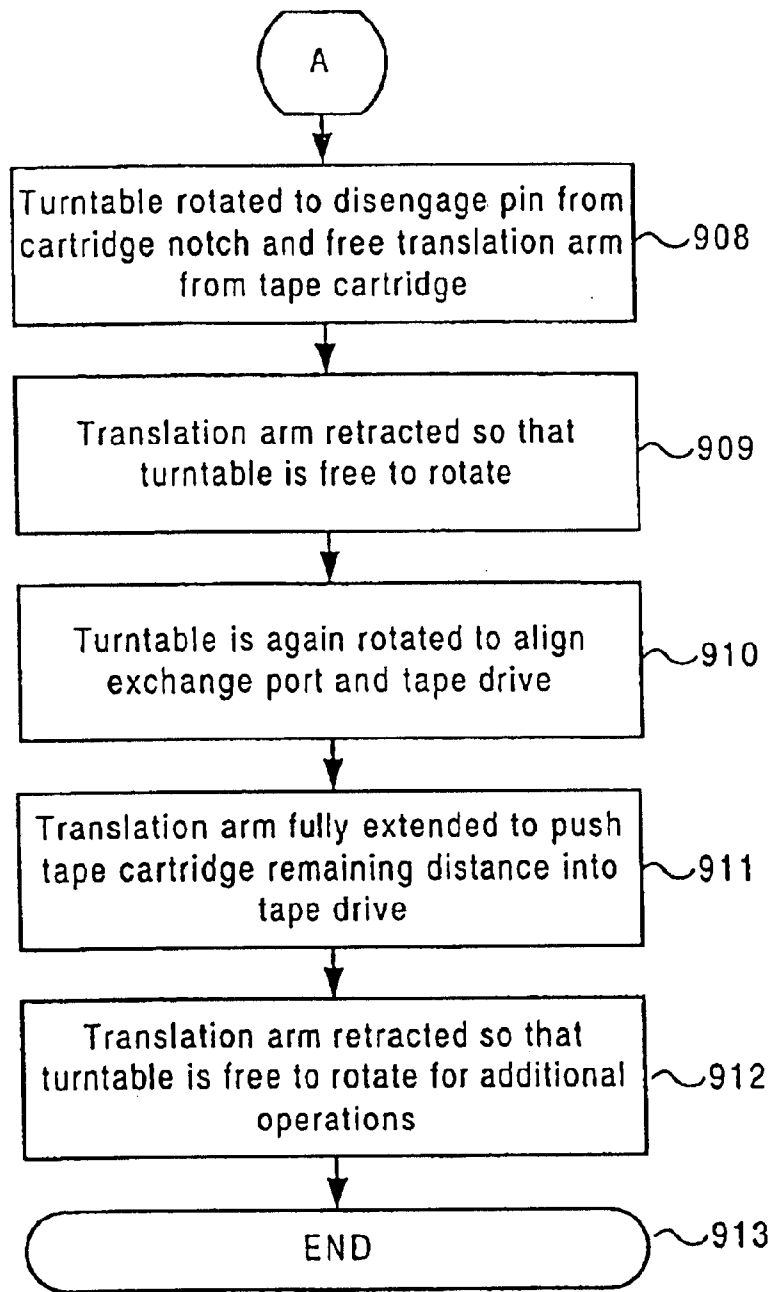 A
Turntable rotated to disengage pin from
cartridge notch and free translation arm
from tape cartridge
908
Translation arm retracted so that
turntable is free to rotate
909
Turntable is again rotated to align
exchange port and tape drive
910
Translation arm fully extended to push
tape cartridge remaining distance into
tape drive
911
Translation arm retracted so that
turntable is free to rotate for additional
operations
912
END
913